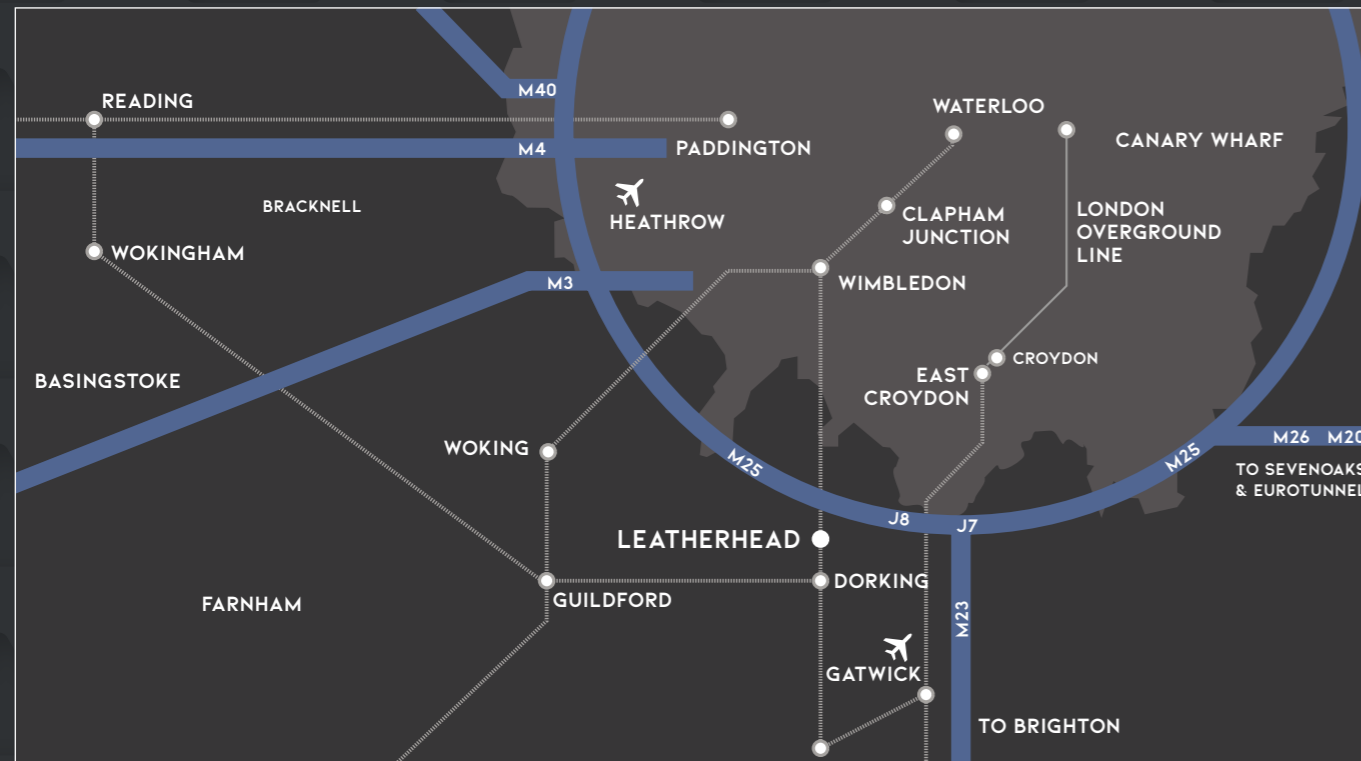 M40
READING
WATERLOO
PADDINGTON
M4
CANARY WHARF
BRACKNELL
HEATHROW
CLAPHAM
JUNCTION
LONDON
OVERGROUND
LINE
WOKINGHAM
M3
WIMBLEDON
BASINGSTOKE
CROYDON
EAST
CROYDON
WOKING
M25
M25
M26 M20
TO SEVENOAKS
& EUROTUNNEL
J8
J7
LEATHERHEAD
DORKING
GUILDFORD
FARNHAM
M23
GATWICK
TO BRIGHTON